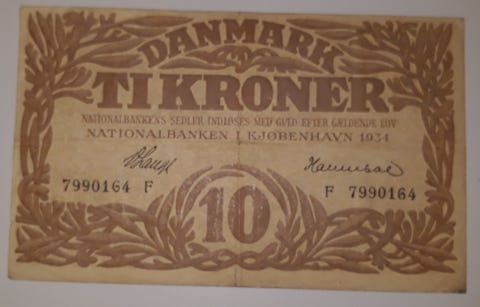 DANMARK
TI KRONER
NATIONALBANKENS SEDLER INDLØSES MED GULD EFTER GÆLDENDE LOV
NATIONALBANKEN I KJØBENHAVN 1934
7990164 F
F 7990164
10